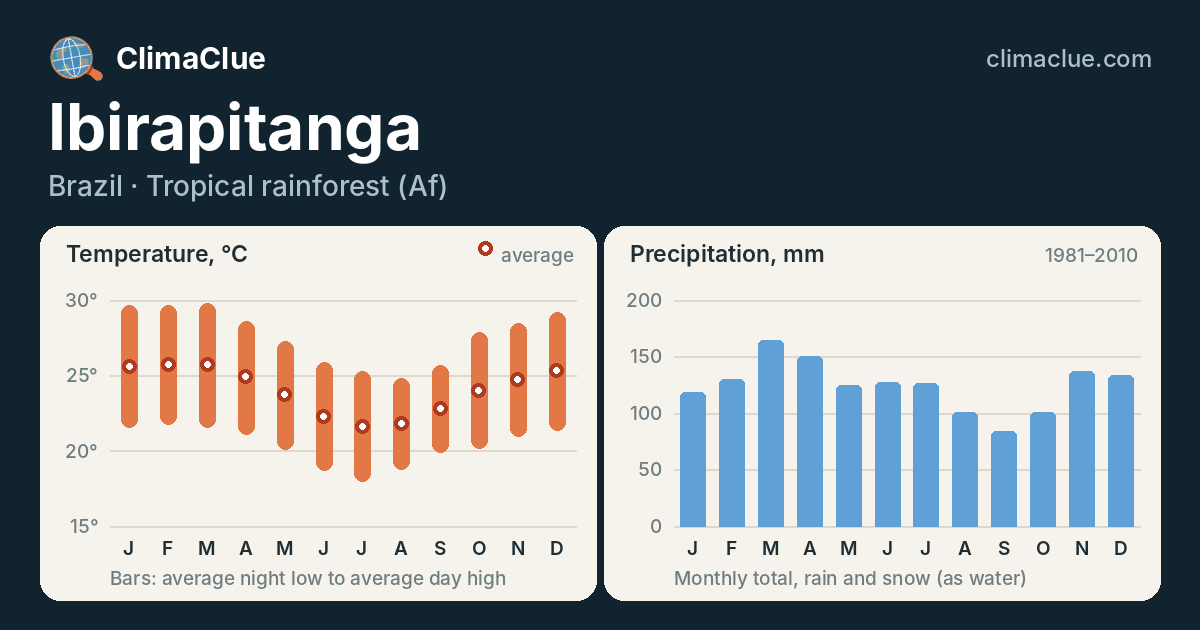 ClimaClue
climaclue.com
Ibirapitanga
Brazil · Tropical rainforest (Af)
Temperature, °C
average
30°
25°
20°
15°
J F M A M J J A S O N D
Bars: average night low to average day high
Precipitation, mm
1981–2010
200
150
100
50
0
J F M A M J J A S O N D
Monthly total, rain and snow (as water)